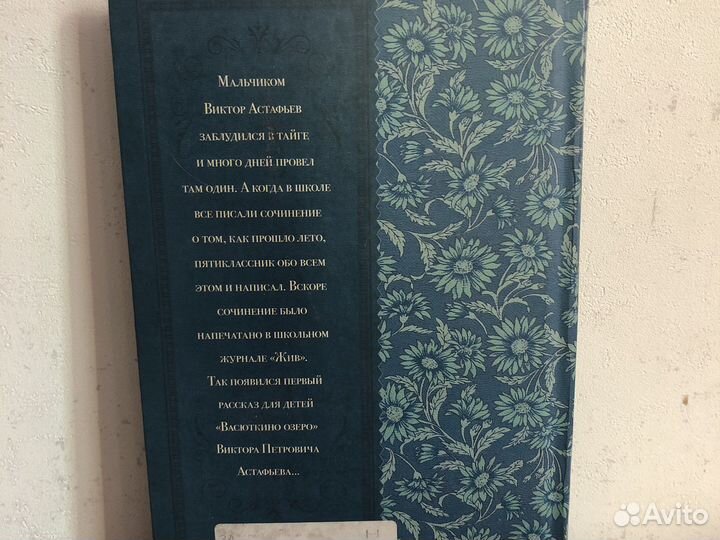 Мальчиком
Виктор Астафьев
заблудился в тайге
и много дней провел
там один. А когда в школе
все писали сочинение
о том, как прошло лето,
пятиклассник обо всем
этом и написал. Вскоре
сочинение было
напечатано в школьном
журнале «Жив».
Так появился первый
рассказ для детей
«Васюткино озеро»
Виктора Петровича
Астафьева...
Avito